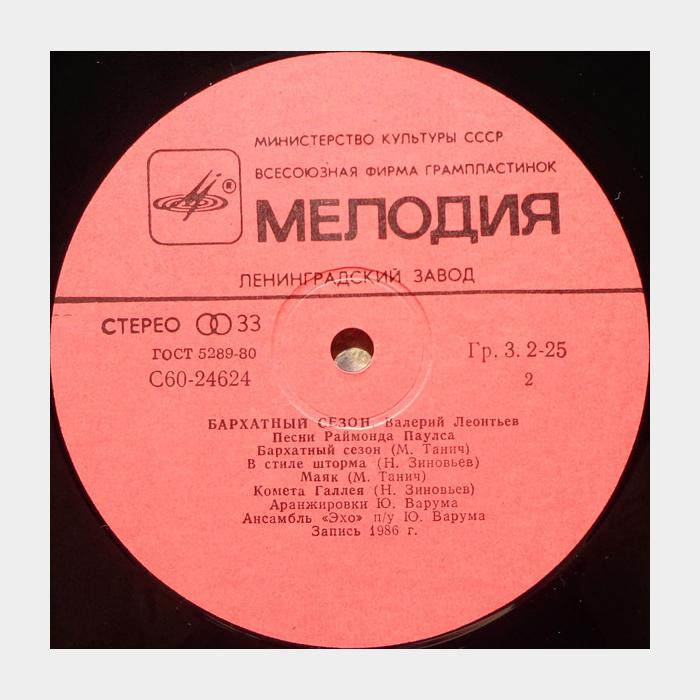 МИНИСТЕРСТВО КУЛЬТУРЫ СССР
ВСЕСОЮЗНАЯ ФИРМА ГРАМПЛАСТИНОК
®
МЕЛОДИЯ
ЛЕНИНГРАДСКИЙ ЗАВОД
СТЕРЕО 33
ГОСТ 5289-80
Гр. 3. 2-25
С60-24624
2
БАРХАТНЫЙ СЕЗОН. Валерий Леонтьев
Песни Раймонда Паулса
Бархатный сезон (М. Танич)
В стиле шторма (Н. Зиновьев)
Маяк (М. Танич)
Комета Галлея (Н. Зиновьев)
Аранжировки Ю. Варума
Ансамбль «Эхо» п/у Ю. Варума
Запись 1986 г.